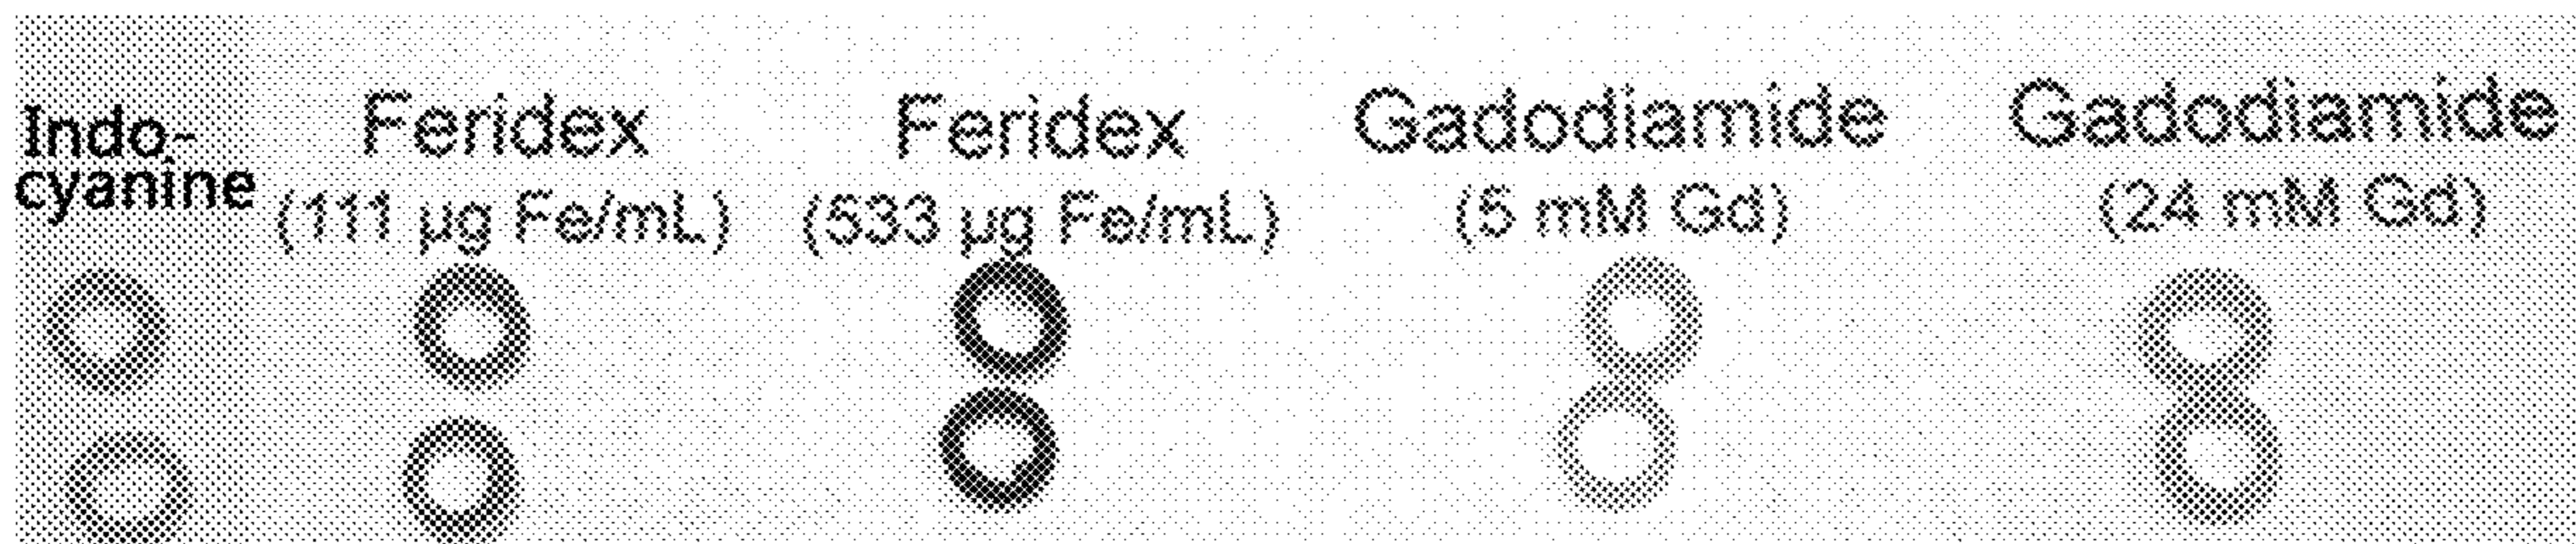 Indo-
cyanine
Feridex
(111 µg Fe/mL)
Feridex
(533 µg Fe/mL)
Gadodiamide
(5 mM Gd)
Gadodiamide
(24 mM Gd)